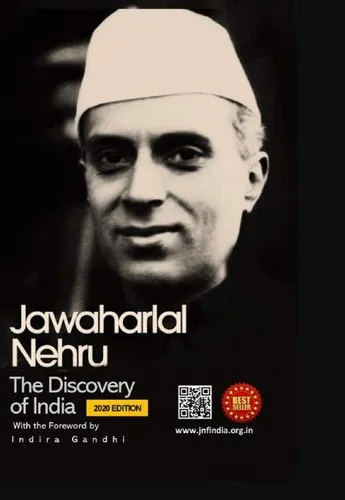 Jawaharlal
Nehru
The Discovery
of India
2020 EDITION
With the Foreword by
Indira Gandhi
BEST
SELLER
www.jnfindia.org.in